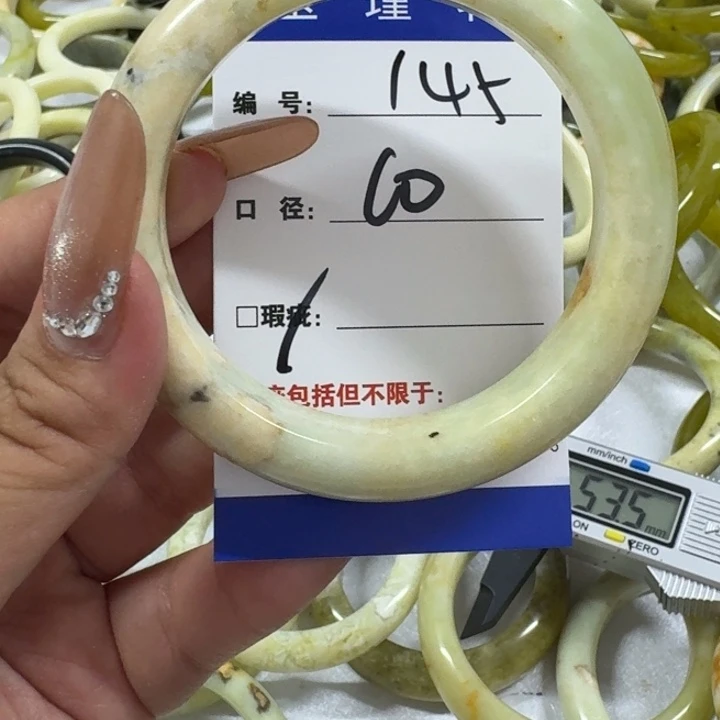 编 号: 145
口 径: 60
□瑕疵: /
包括但不限于:
mm/inch
53.5 mm
ON
ZERO